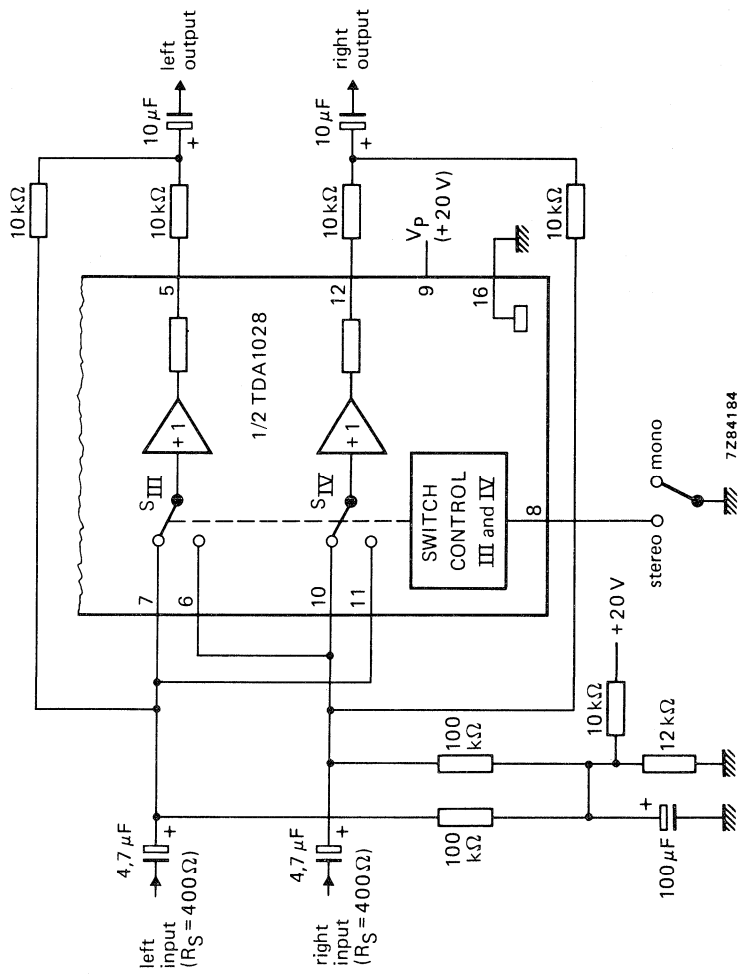 left
output
10 µF
+
10 kΩ
10 kΩ
right
output
10 µF
+
10 kΩ
10 kΩ
V_P
(+20 V)
5
12
9
16
1/2 TDA1028
+1
+1
S_III
S_IV
SWITCH
CONTROL
III and IV
7
6
10
11
8
mono
stereo
+20V
10 kΩ
12 kΩ
100
kΩ
100
kΩ
+
100 µF
4,7 µF
+
4,7 µF
+
left
input
(R_S = 400 Ω)
right
input
(R_S = 400 Ω)
7Z84184